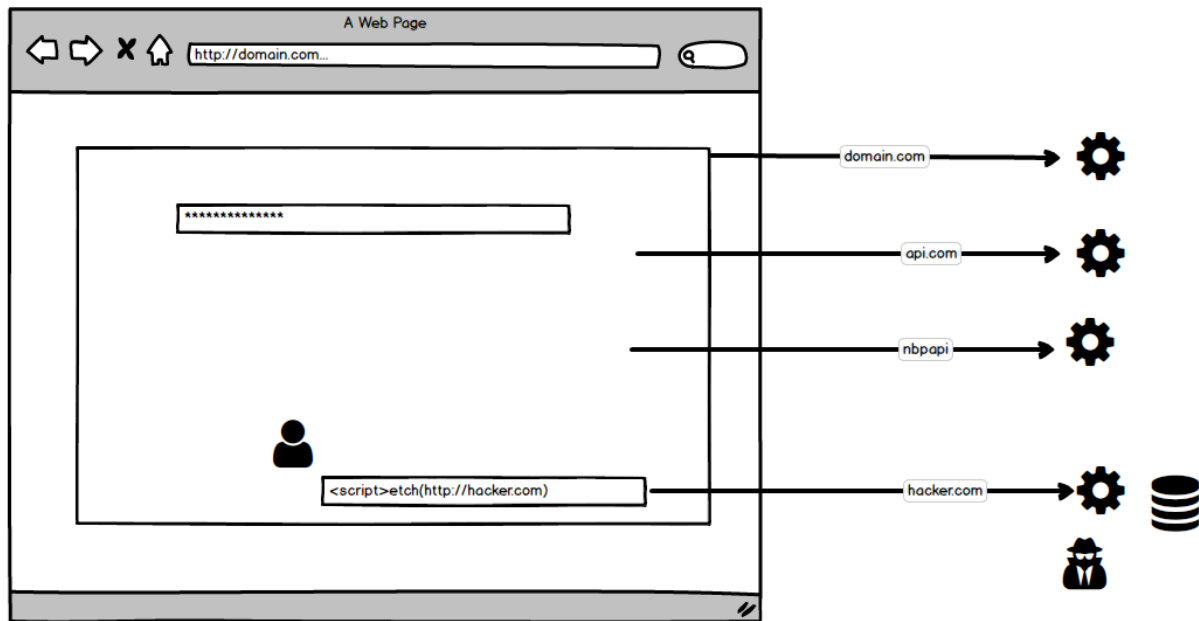 A Web Page
http://domain.com...
domain.com
**************
api.com
nbpapi
<script>etch(http://hacker.com)
hacker.com